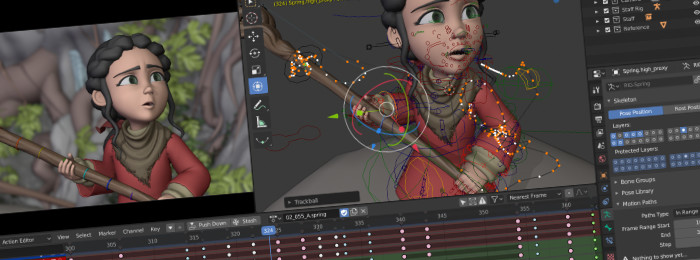 (324) Spring.high_proxy
Camera
Staff Rig
Staff
Reference
Spring.high_proxy
RIG-Spring
Skeleton
Pose Position
Layers:
Protected Layers:
Bone Groups
Pose Library
Motion Paths
Paths Type
In Range
Frame Range Start
End
Step
Nothing to show yet...
Trackball
Nearest Frame
02_055_A.spring
Action Editor
View
Select
Marker
Channel
Key
Push Down
Stash
300
305
310
315
320
324
330
335
340
345
350
355
360